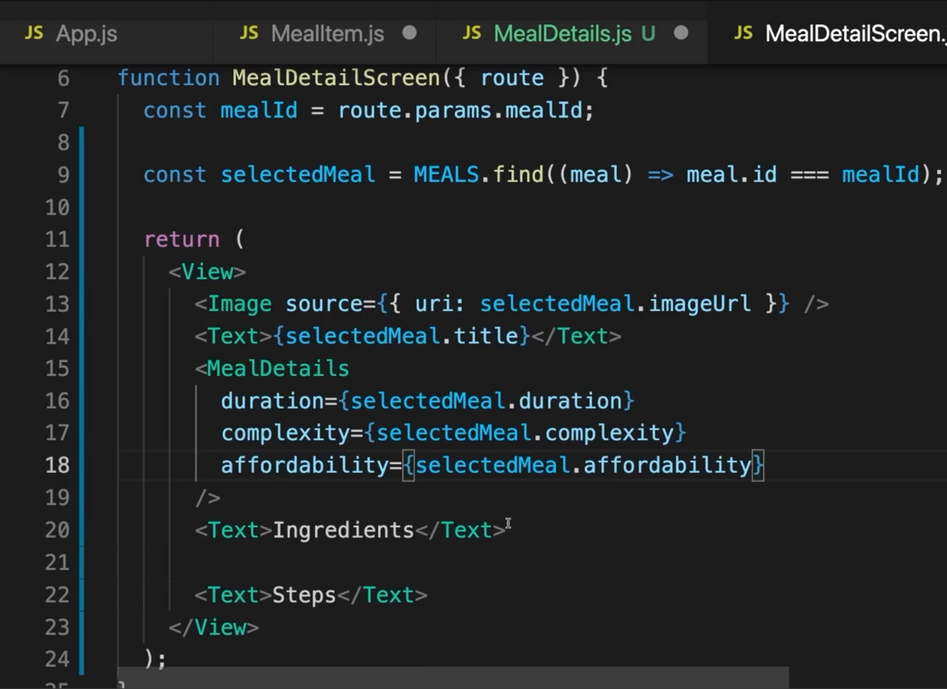 JS App.js JS MealItem.js JS MealDetails.js U JS MealDetailScreen.
6 function MealDetailScreen({ route }) {
7 const mealId = route.params.mealId;
8
9 const selectedMeal = MEALS.find((meal) => meal.id === mealId);
10
11 return (
12 <View>
13 <Image source={{ uri: selectedMeal.imageUrl }} />
14 <Text>{selectedMeal.title}</Text>
15 <MealDetails
16 duration={selectedMeal.duration}
17 complexity={selectedMeal.complexity}
18 affordability={selectedMeal.affordability}
19 />
20 <Text>Ingredients</Text>
21
22 <Text>Steps</Text>
23 </View>
24 );
25 }